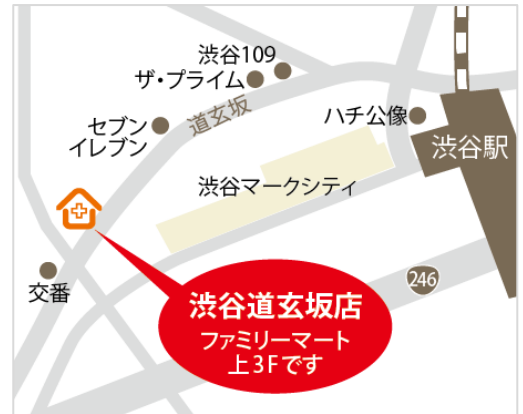 渋谷109
ザ・プライム
道玄坂
セブン
イレブン
ハチ公像
渋谷駅
渋谷マークシティ
交番
246
渋谷道玄坂店
ファミリーマート
上3Fです